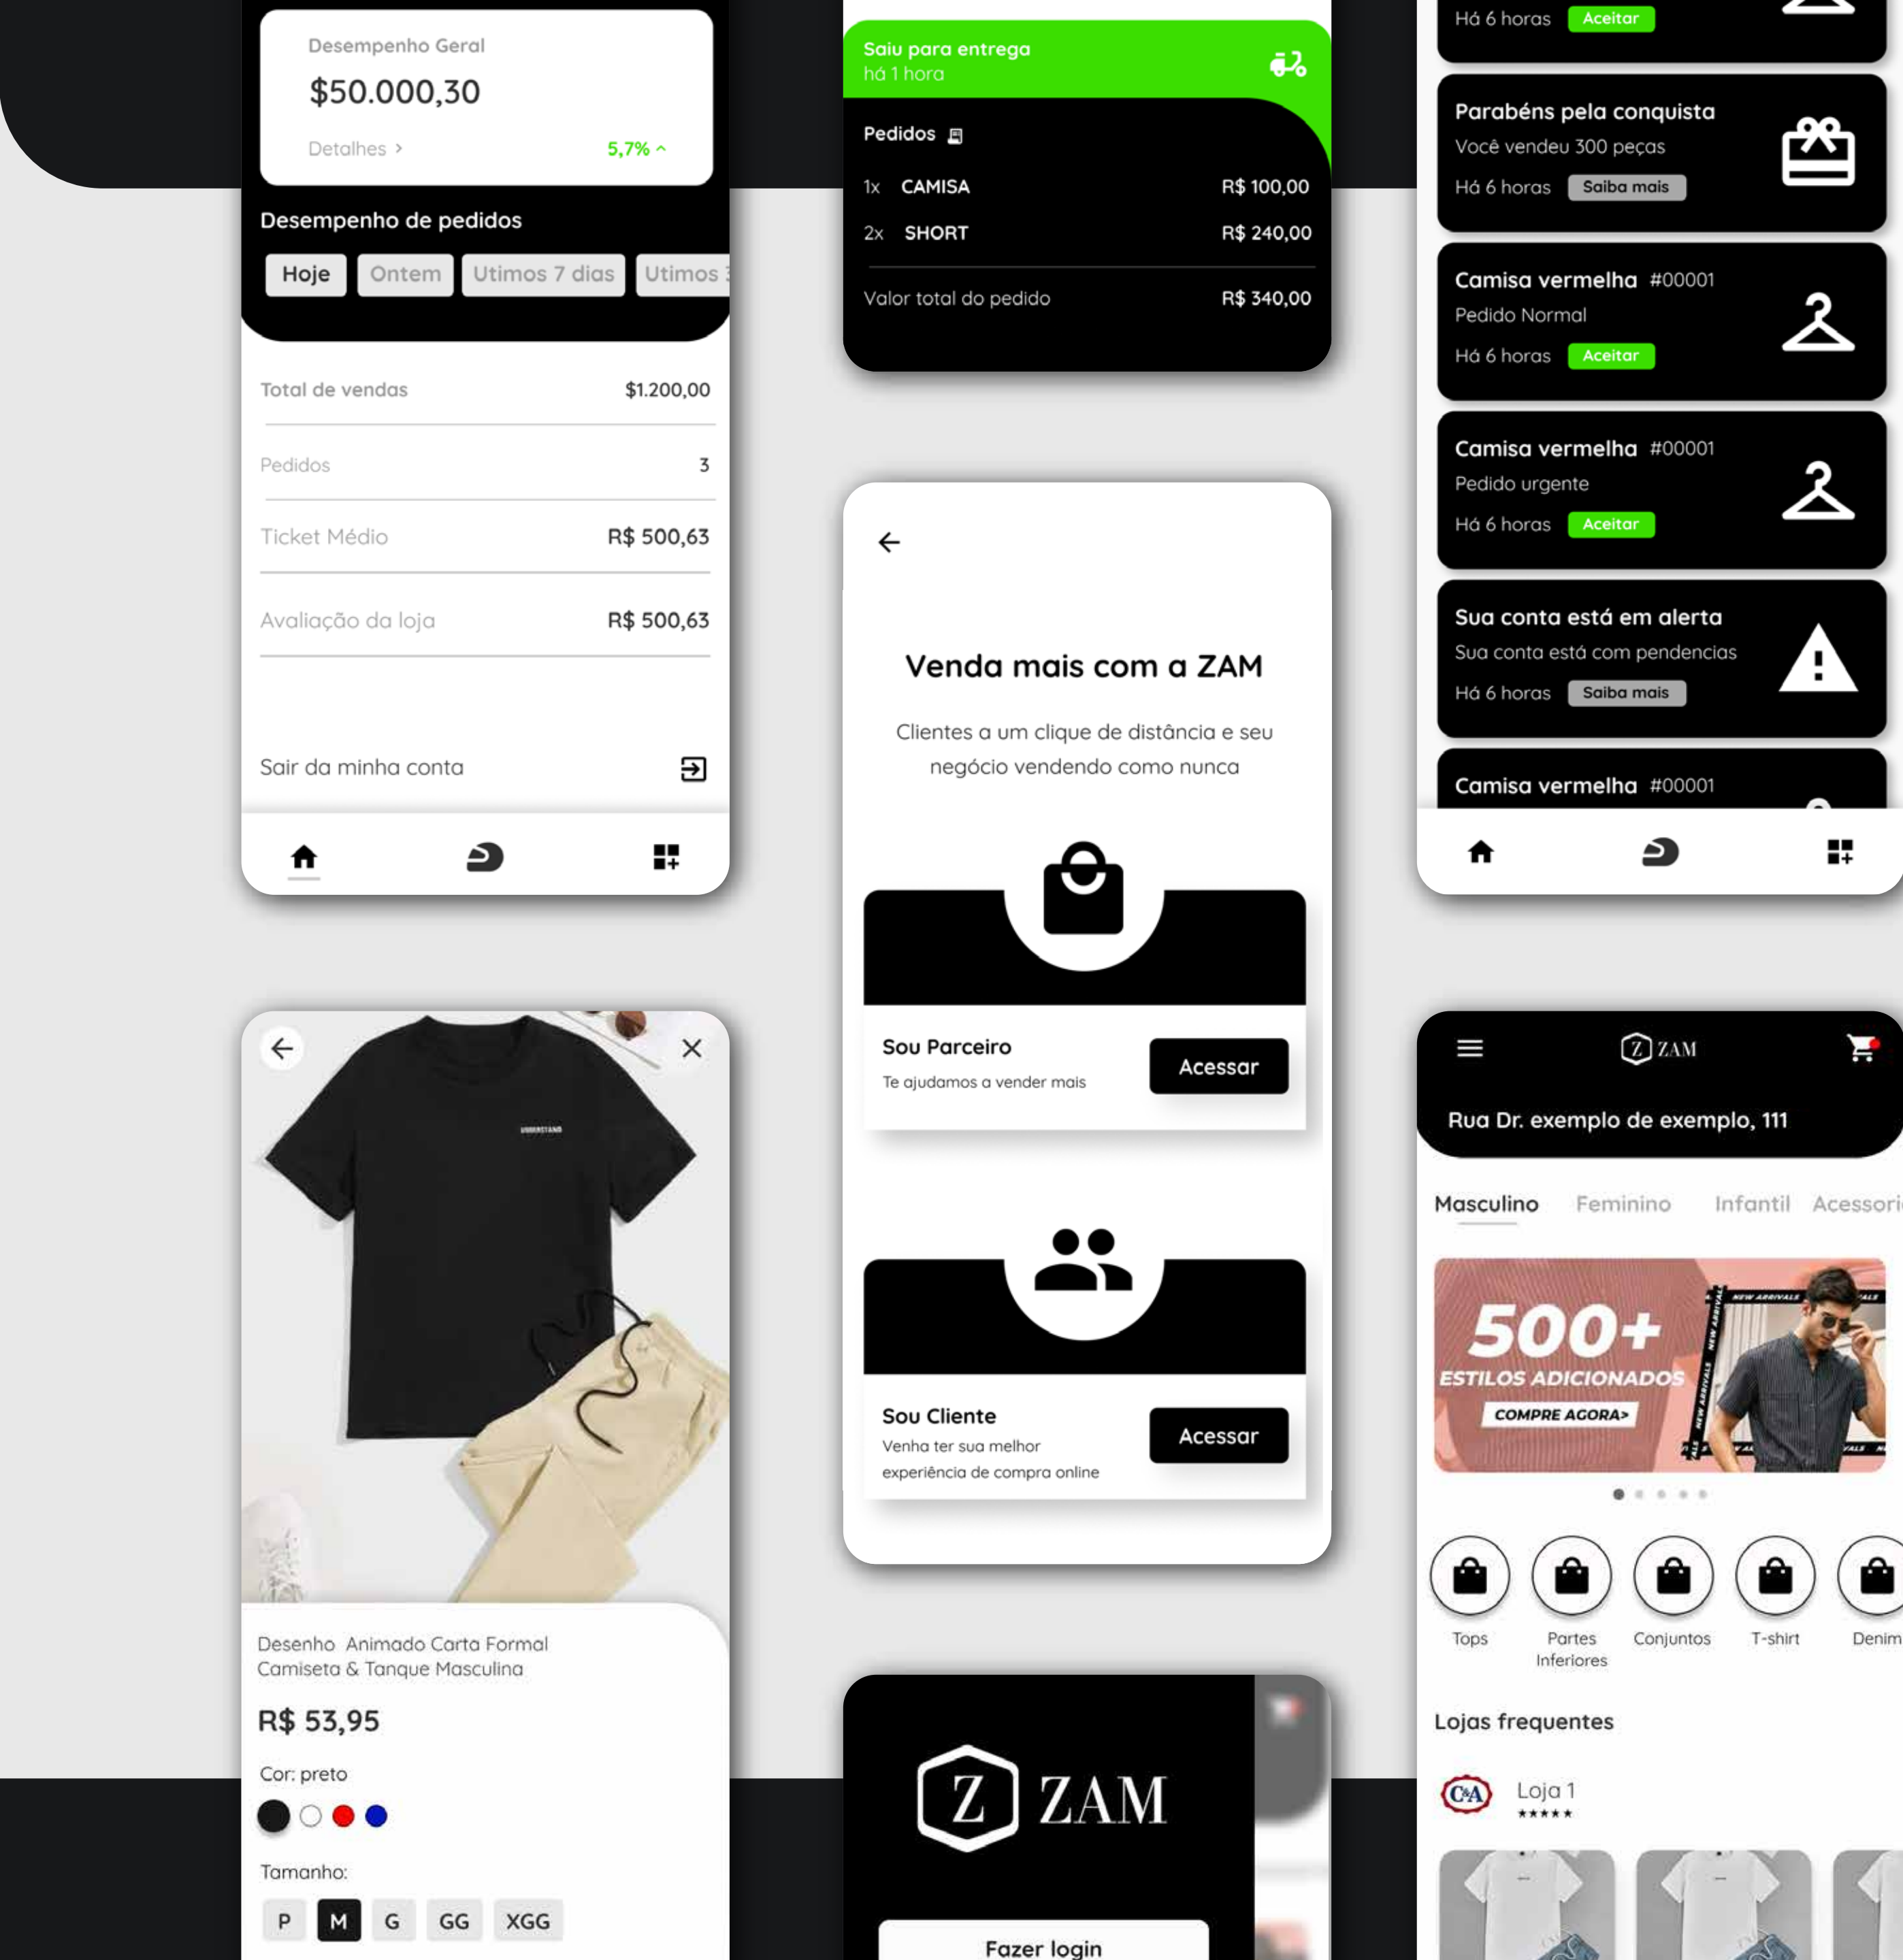 Desempenho Geral
$50.000,30
Detalhes >
5,7%
Desempenho de pedidos
Hoje
Ontem
Utimos 7 dias
Utimos
Total de vendas
$1.200,00
Pedidos
3
Ticket Médio
R$ 500,63
Avaliação da loja
R$ 500,63
Sair da minha conta
UNDERSTAND
Desenho Animado Carta Formal
Camiseta & Tanque Masculina
R$ 53,95
Cor: preto
Tamanho:
P
M
G
GG
XGG
Saiu para entrega
há 1 hora
Pedidos
1x CAMISA R$ 100,00
2x SHORT R$ 240,00
Valor total do pedido R$ 340,00
Venda mais com a ZAM
Clientes a um clique de distância e seu
negócio vendendo como nunca
Sou Parceiro
Te ajudamos a vender mais
Acessar
Sou Cliente
Venha ter sua melhor
experiência de compra online
Acessar
Z ZAM
Fazer login
Há 6 horas Aceitar
Parabéns pela conquista
Você vendeu 300 peças
Há 6 horas Saiba mais
Camisa vermelha #00001
Pedido Normal
Há 6 horas Aceitar
Camisa vermelha #00001
Pedido urgente
Há 6 horas Aceitar
Sua conta está em alerta
Sua conta está com pendencias
Há 6 horas Saiba mais
Camisa vermelha #00001
Z ZAM
Rua Dr. exemplo de exemplo, 111
Masculino
Feminino
Infantil
Acessori
500+
ESTILOS ADICIONADOS
COMPRE AGORA>
NEW ARRIVALS
NEW ARRIVALS
NEW ARRIVALS
Tops
Partes
Inferiores
Conjuntos
T-shirt
Denim
Lojas frequentes
C&A
Loja 1
★★★★★